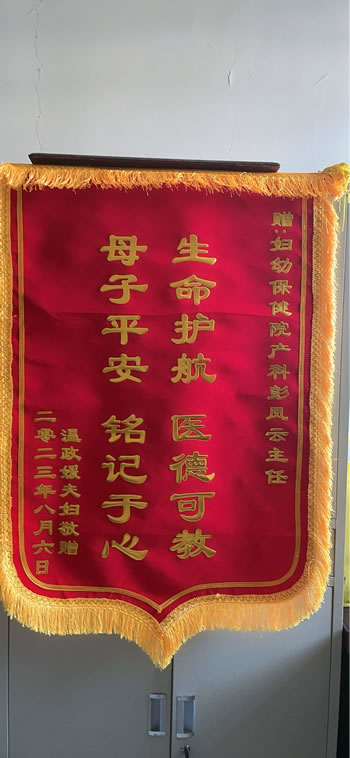 赠：妇幼保健院产科彭凤云主任
生命护航 医德可教
母子平安 铭记于心
温政媛夫妇敬赠
二零二三年八月六日